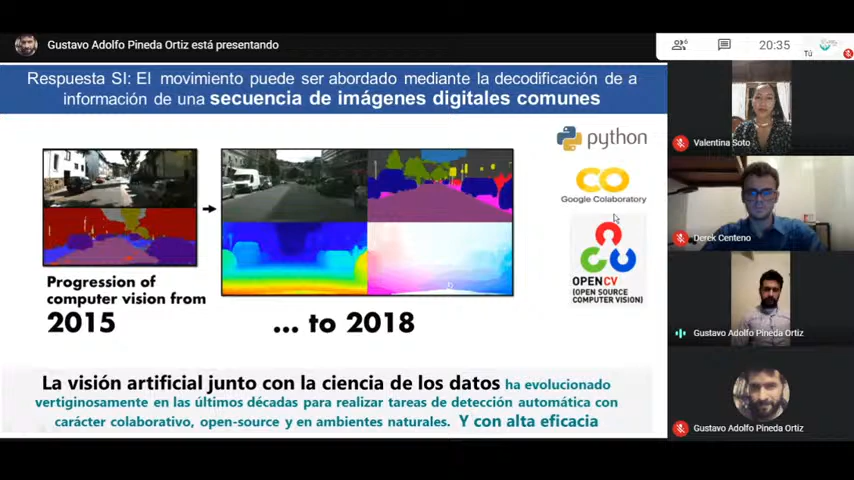 Gustavo Adolfo Pineda Ortiz está presentando
6
20:35
Tú
Respuesta SI: El movimiento puede ser abordado mediante la decodificación de a
información de una secuencia de imágenes digitales comunes
python
CO
Google Colaboratory
OPENCV
(OPEN SOURCE
COMPUTER VISION)
Progression of
computer vision from
2015
... to 2018
La visión artificial junto con la ciencia de los datos ha evolucionado
vertiginosamente en las últimos décadas para realizar tareas de detección automática con
carácter colaborativo, open-source y en ambientes naturales. Y con alta eficacia
Valentina Soto
Derek Centeno
Gustavo Adolfo Pineda Ortiz
Gustavo Adolfo Pineda Ortiz